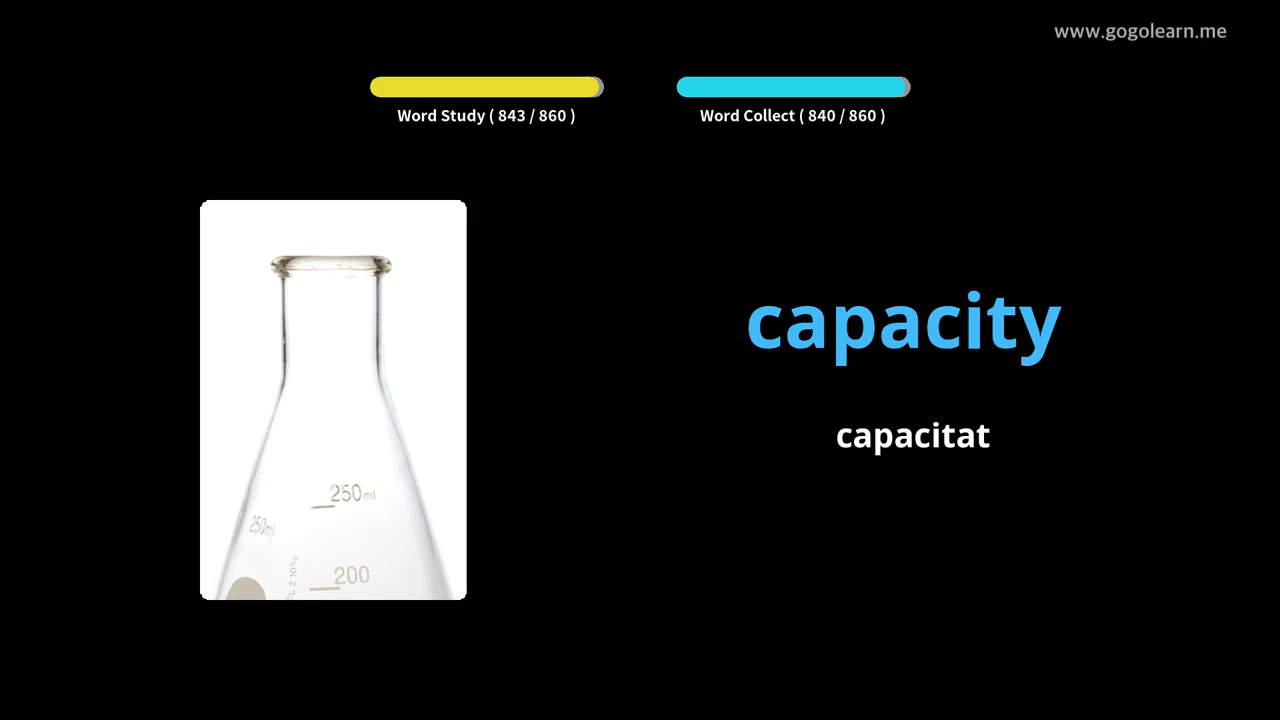 www.gogolearn.me
Word Study ( 843 / 860 )
Word Collect ( 840 / 860 )
capacity
capacitat
250ml
250ml
200